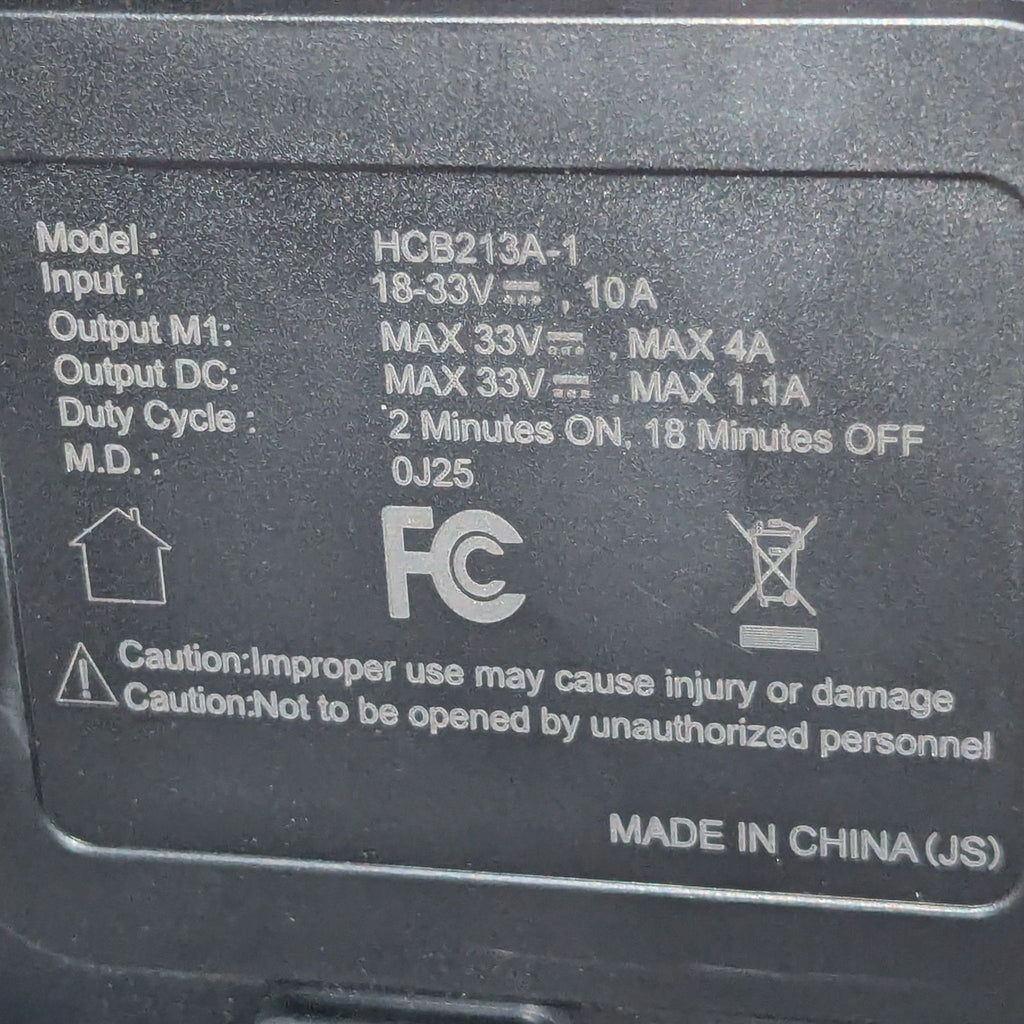 Model : HCB213A-1
Input : 18-33V⎓ , 10A
Output M1: MAX 33V⎓ , MAX 4A
Output DC: MAX 33V⎓ , MAX 1.1A
Duty Cycle : 2 Minutes ON, 18 Minutes OFF
M.D. : 0J25
FC
Caution:Improper use may cause injury or damage
Caution:Not to be opened by unauthorized personnel
MADE IN CHINA(JS)